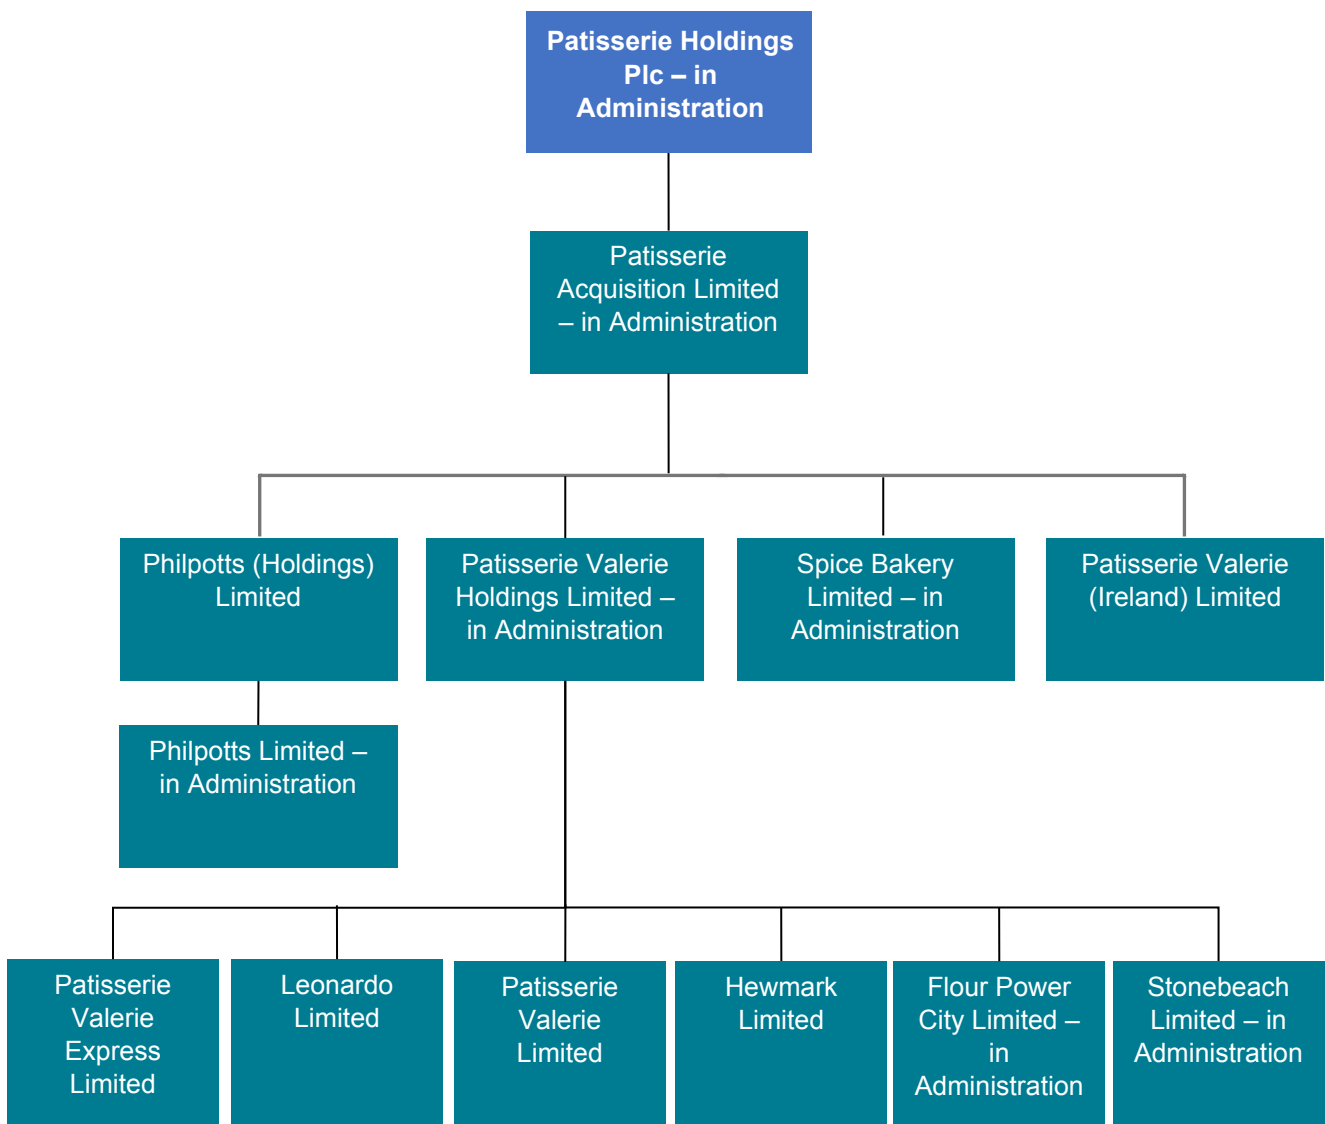 Patisserie Holdings
Plc – in
Administration
Patisserie
Acquisition Limited
– in Administration
Philpotts (Holdings)
Limited
Patisserie Valerie
Holdings Limited –
in Administration
Spice Bakery
Limited – in
Administration
Patisserie Valerie
(Ireland) Limited
Philpotts Limited –
in Administration
Patisserie
Valerie
Express
Limited
Leonardo
Limited
Patisserie
Valerie
Limited
Hewmark
Limited
Flour Power
City Limited –
in
Administration
Stonebeach
Limited – in
Administration